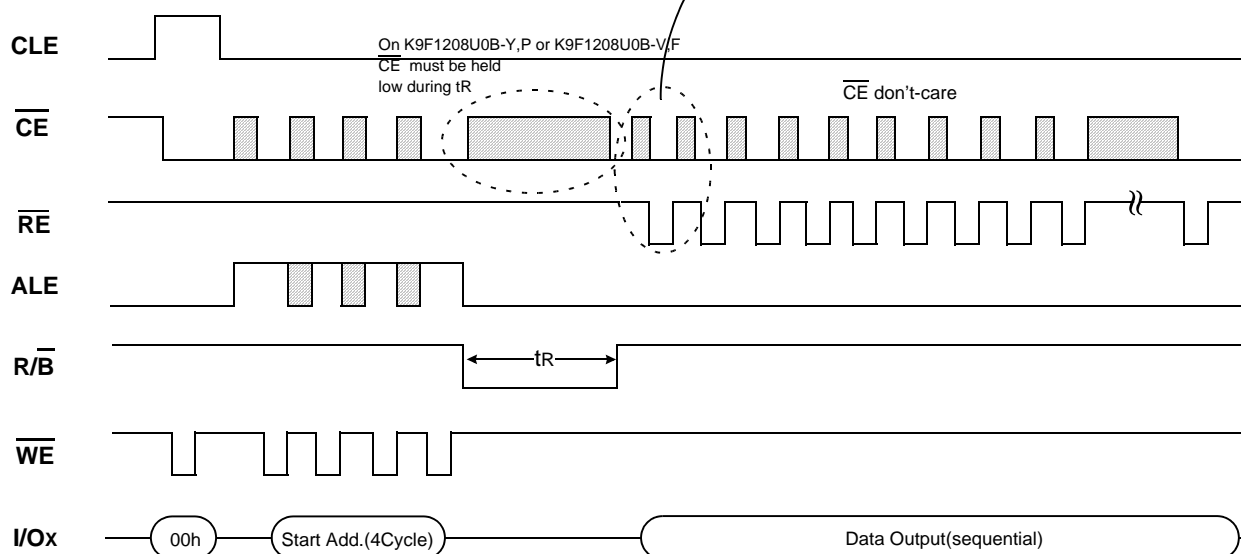 CLE
On K9F1208U0B-Y,P or K9F1208U0B-V,F
CE must be held
low during tR
CE don't-care
CE
RE
ALE
R/B
tR
WE
I/Ox
00h
Start Add.(4Cycle)
Data Output(sequential)